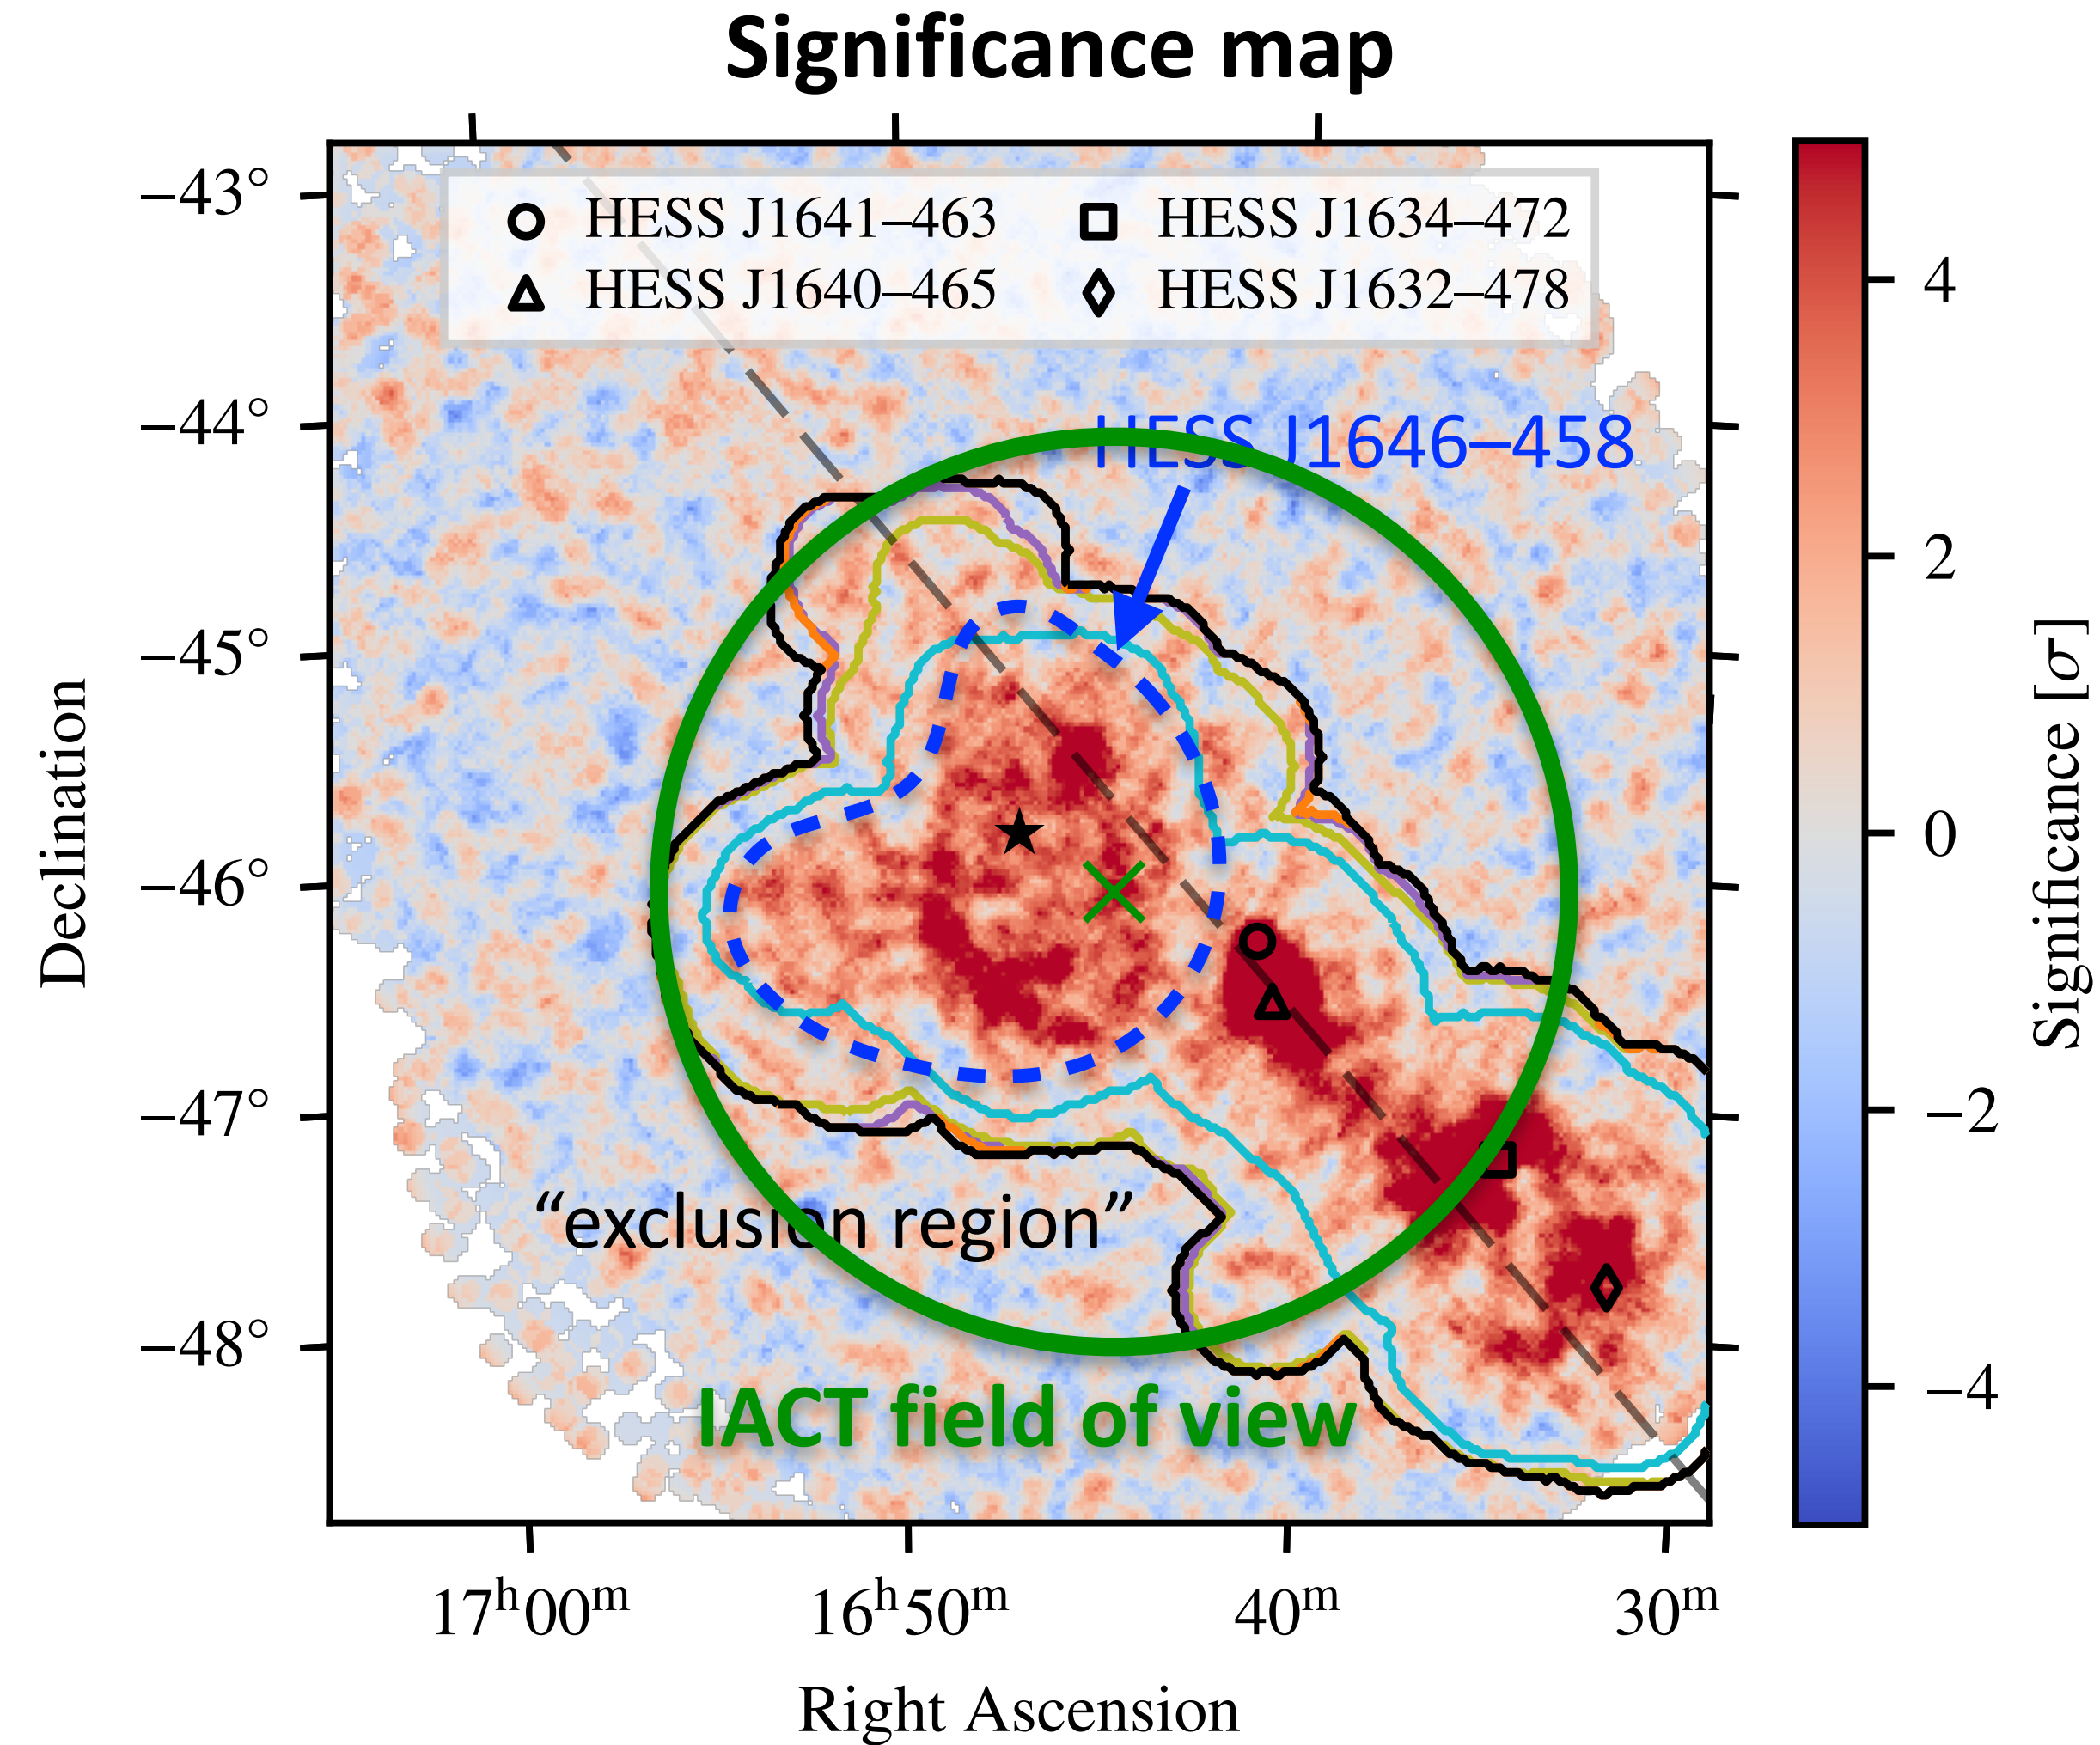 Significance map
HESS J1641–463
HESS J1634–472
HESS J1640–465
HESS J1632–478
HESS J1646–458
“exclusion region”
IACT field of view
−43°
−44°
−45°
−46°
−47°
−48°
Declination
17ʰ00ᵐ
16ʰ50ᵐ
40ᵐ
30ᵐ
Right Ascension
4
2
0
−2
−4
Significance [σ]